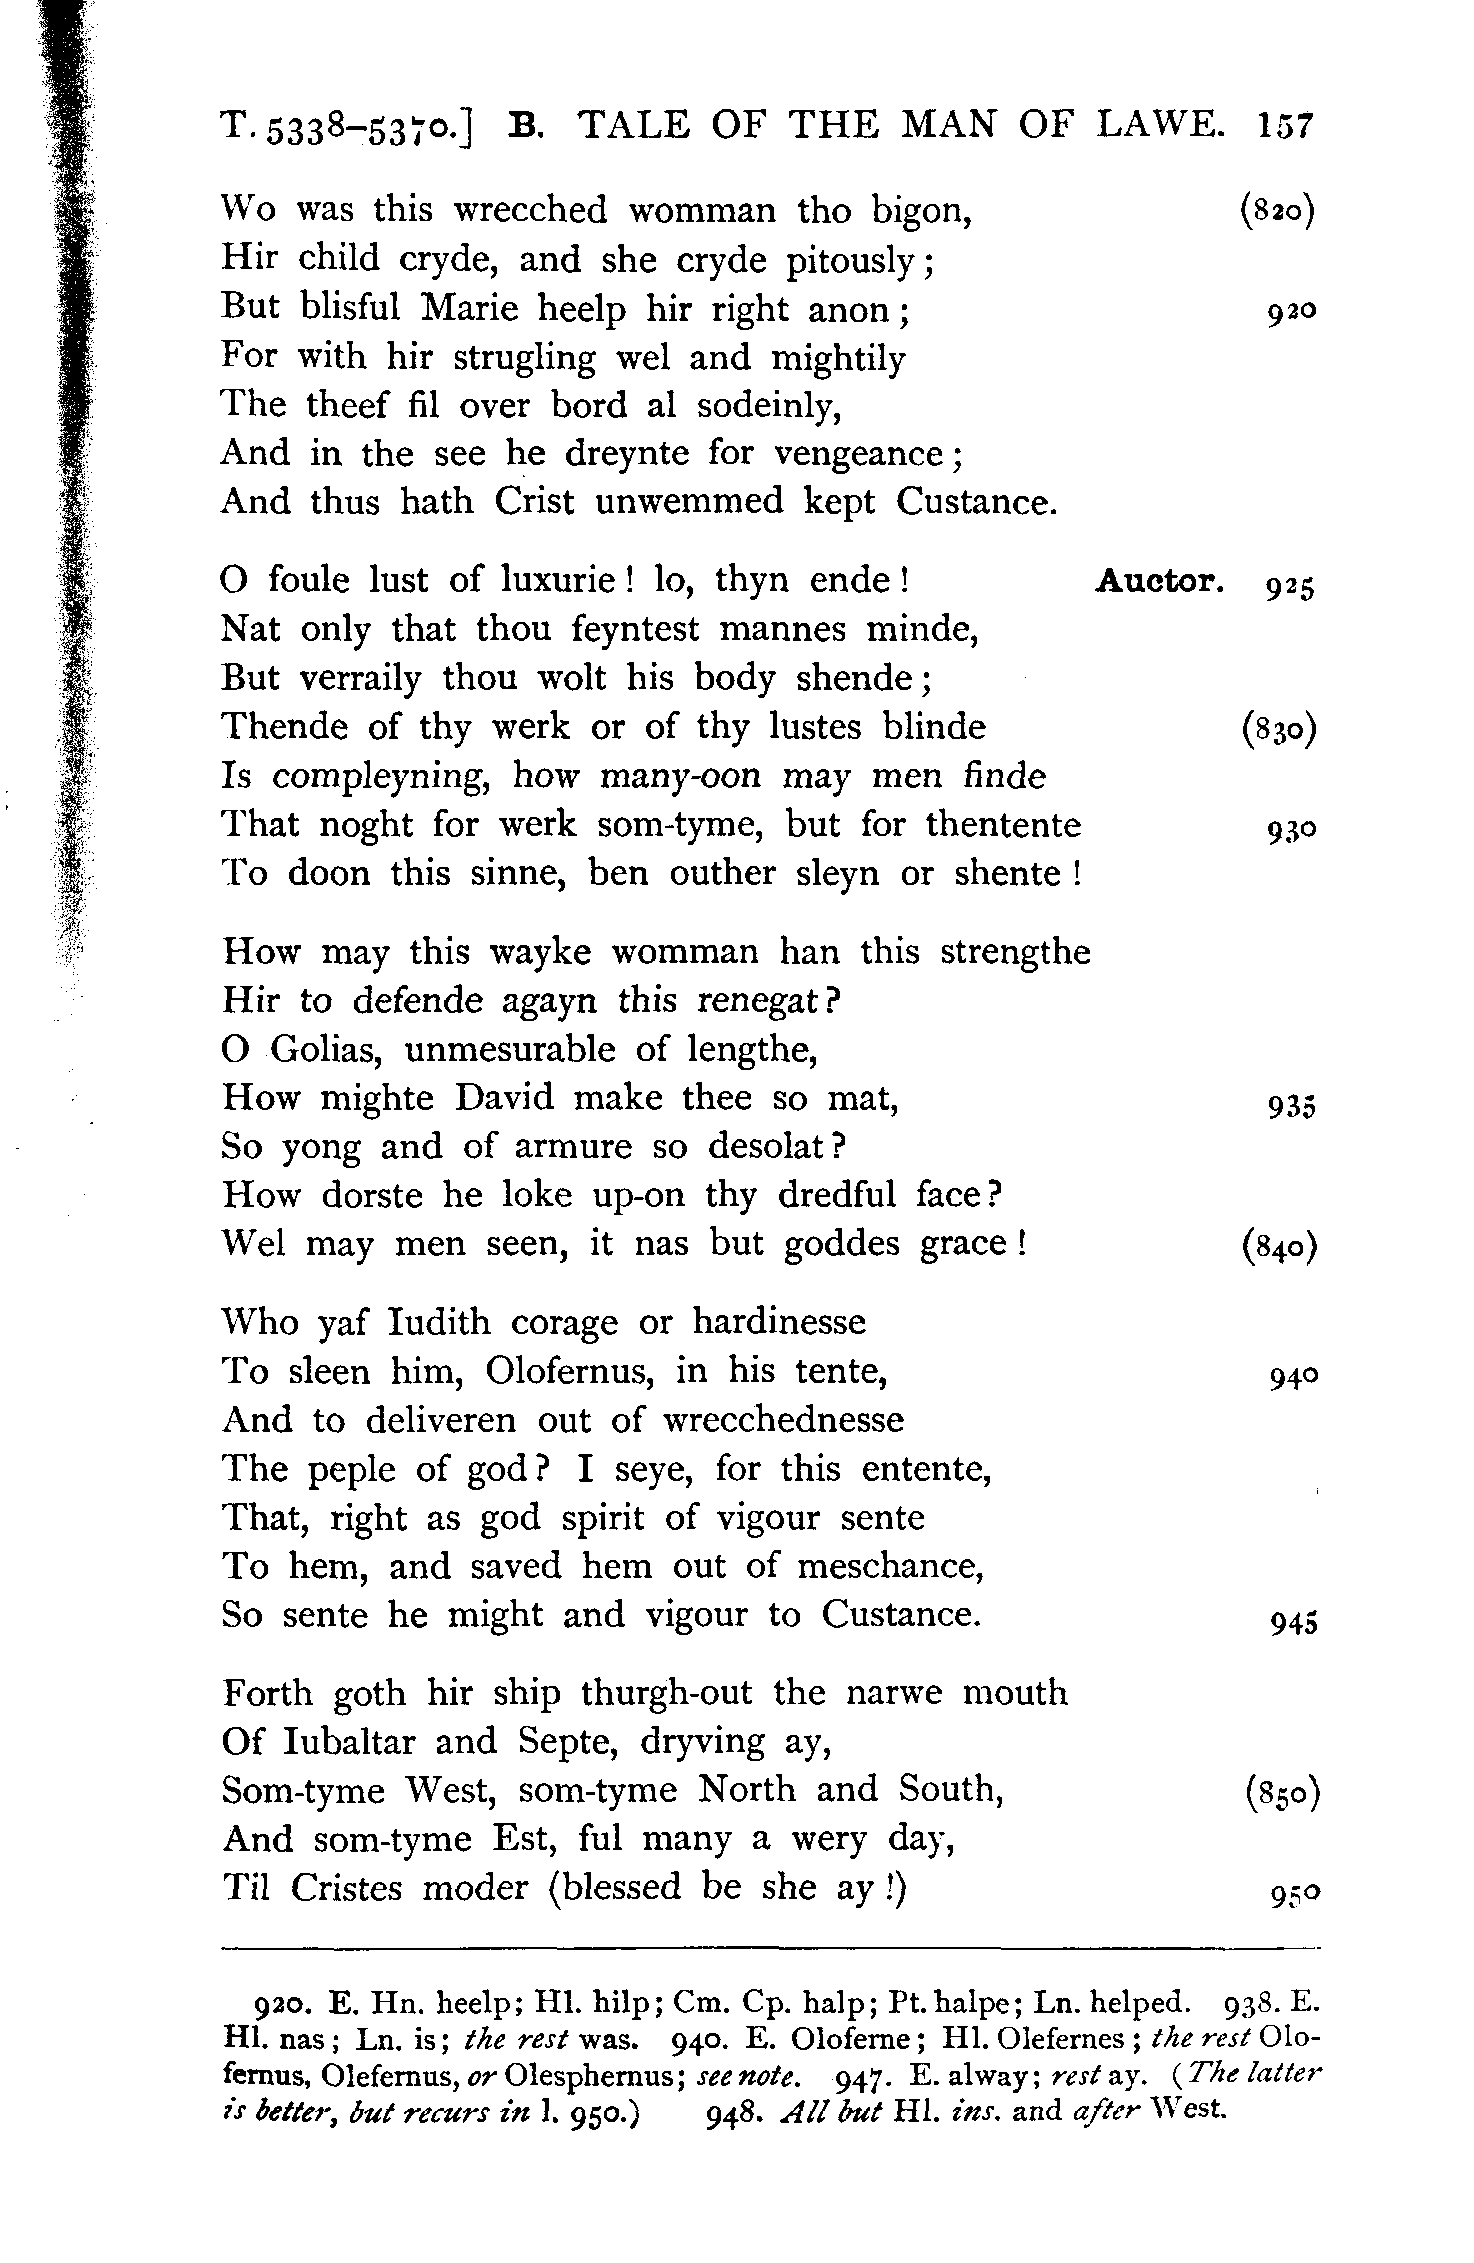 T. 5338–5370.] B. TALE OF THE MAN OF LAWE. 157
Wo was this wrecched womman tho bigon, (820)
Hir child cryde, and she cryde pitously ;
But blisful Marie heelp hir right anon ; 920
For with hir strugling wel and mightily
The theef fil over bord al sodeinly,
And in the see he dreynte for vengeance ;
And thus hath Crist unwemmed kept Custance.
O foule lust of luxurie ! lo, thyn ende ! Auctor. 925
Nat only that thou feyntest mannes minde,
But verraily thou wolt his body shende ;
Thende of thy werk or of thy lustes blinde (830)
Is compleyning, how many-oon may men finde
That noght for werk som-tyme, but for thentente 930
To doon this sinne, ben outher sleyn or shente !
How may this wayke womman han this strengthe
Hir to defende agayn this renegat ?
O Golias, unmesurable of lengthe,
How mighte David make thee so mat, 935
So yong and of armure so desolat ?
How dorste he loke up-on thy dredful face ?
Wel may men seen, it nas but goddes grace ! (840)
Who yaf Iudith corage or hardinesse
To sleen him, Olofernus, in his tente, 940
And to deliveren out of wrecchednesse
The peple of god ? I seye, for this entente,
That, right as god spirit of vigour sente
To hem, and saved hem out of meschance,
So sente he might and vigour to Custance. 945
Forth goth hir ship thurgh-out the narwe mouth
Of Iubaltar and Septe, dryving ay,
Som-tyme West, som-tyme North and South, (850)
And som-tyme Est, ful many a wery day,
Til Cristes moder (blessed be she ay !) 950
920. E. Hn. heelp; Hl. hilp; Cm. Cp. halp; Pt. halpe; Ln. helped. 938. E.
Hl. nas; Ln. is; the rest was. 940. E. Oloferne; Hl. Olefernes; the rest Olo-
fernus, Olefernus, or Olesphernus; see note. 947. E. alway; rest ay. (The latter
is better, but recurs in l. 950.) 948. All but Hl. ins. and after West.